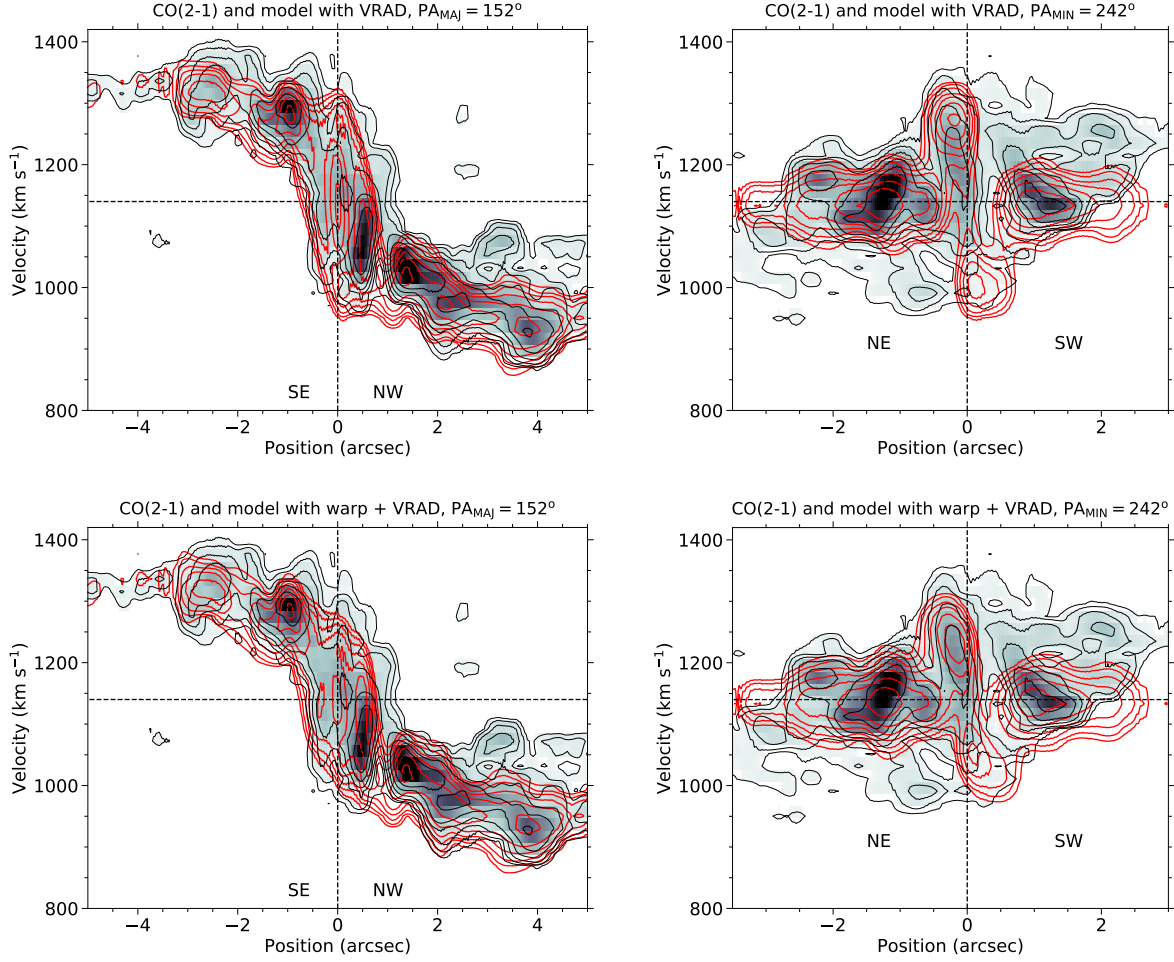 CO(2-1) and model with VRAD, PA_MAJ = 152°
1400
1200
1000
800
Velocity (km s⁻¹)
SE NW
−4 −2 0 2 4
Position (arcsec)
CO(2-1) and model with VRAD, PA_MIN = 242°
1400
1200
1000
800
Velocity (km s⁻¹)
NE SW
−2 0 2
Position (arcsec)
CO(2-1) and model with warp + VRAD, PA_MAJ = 152°
1400
1200
1000
800
Velocity (km s⁻¹)
SE NW
−4 −2 0 2 4
Position (arcsec)
CO(2-1) and model with warp + VRAD, PA_MIN = 242°
1400
1200
1000
800
Velocity (km s⁻¹)
NE SW
−2 0 2
Position (arcsec)